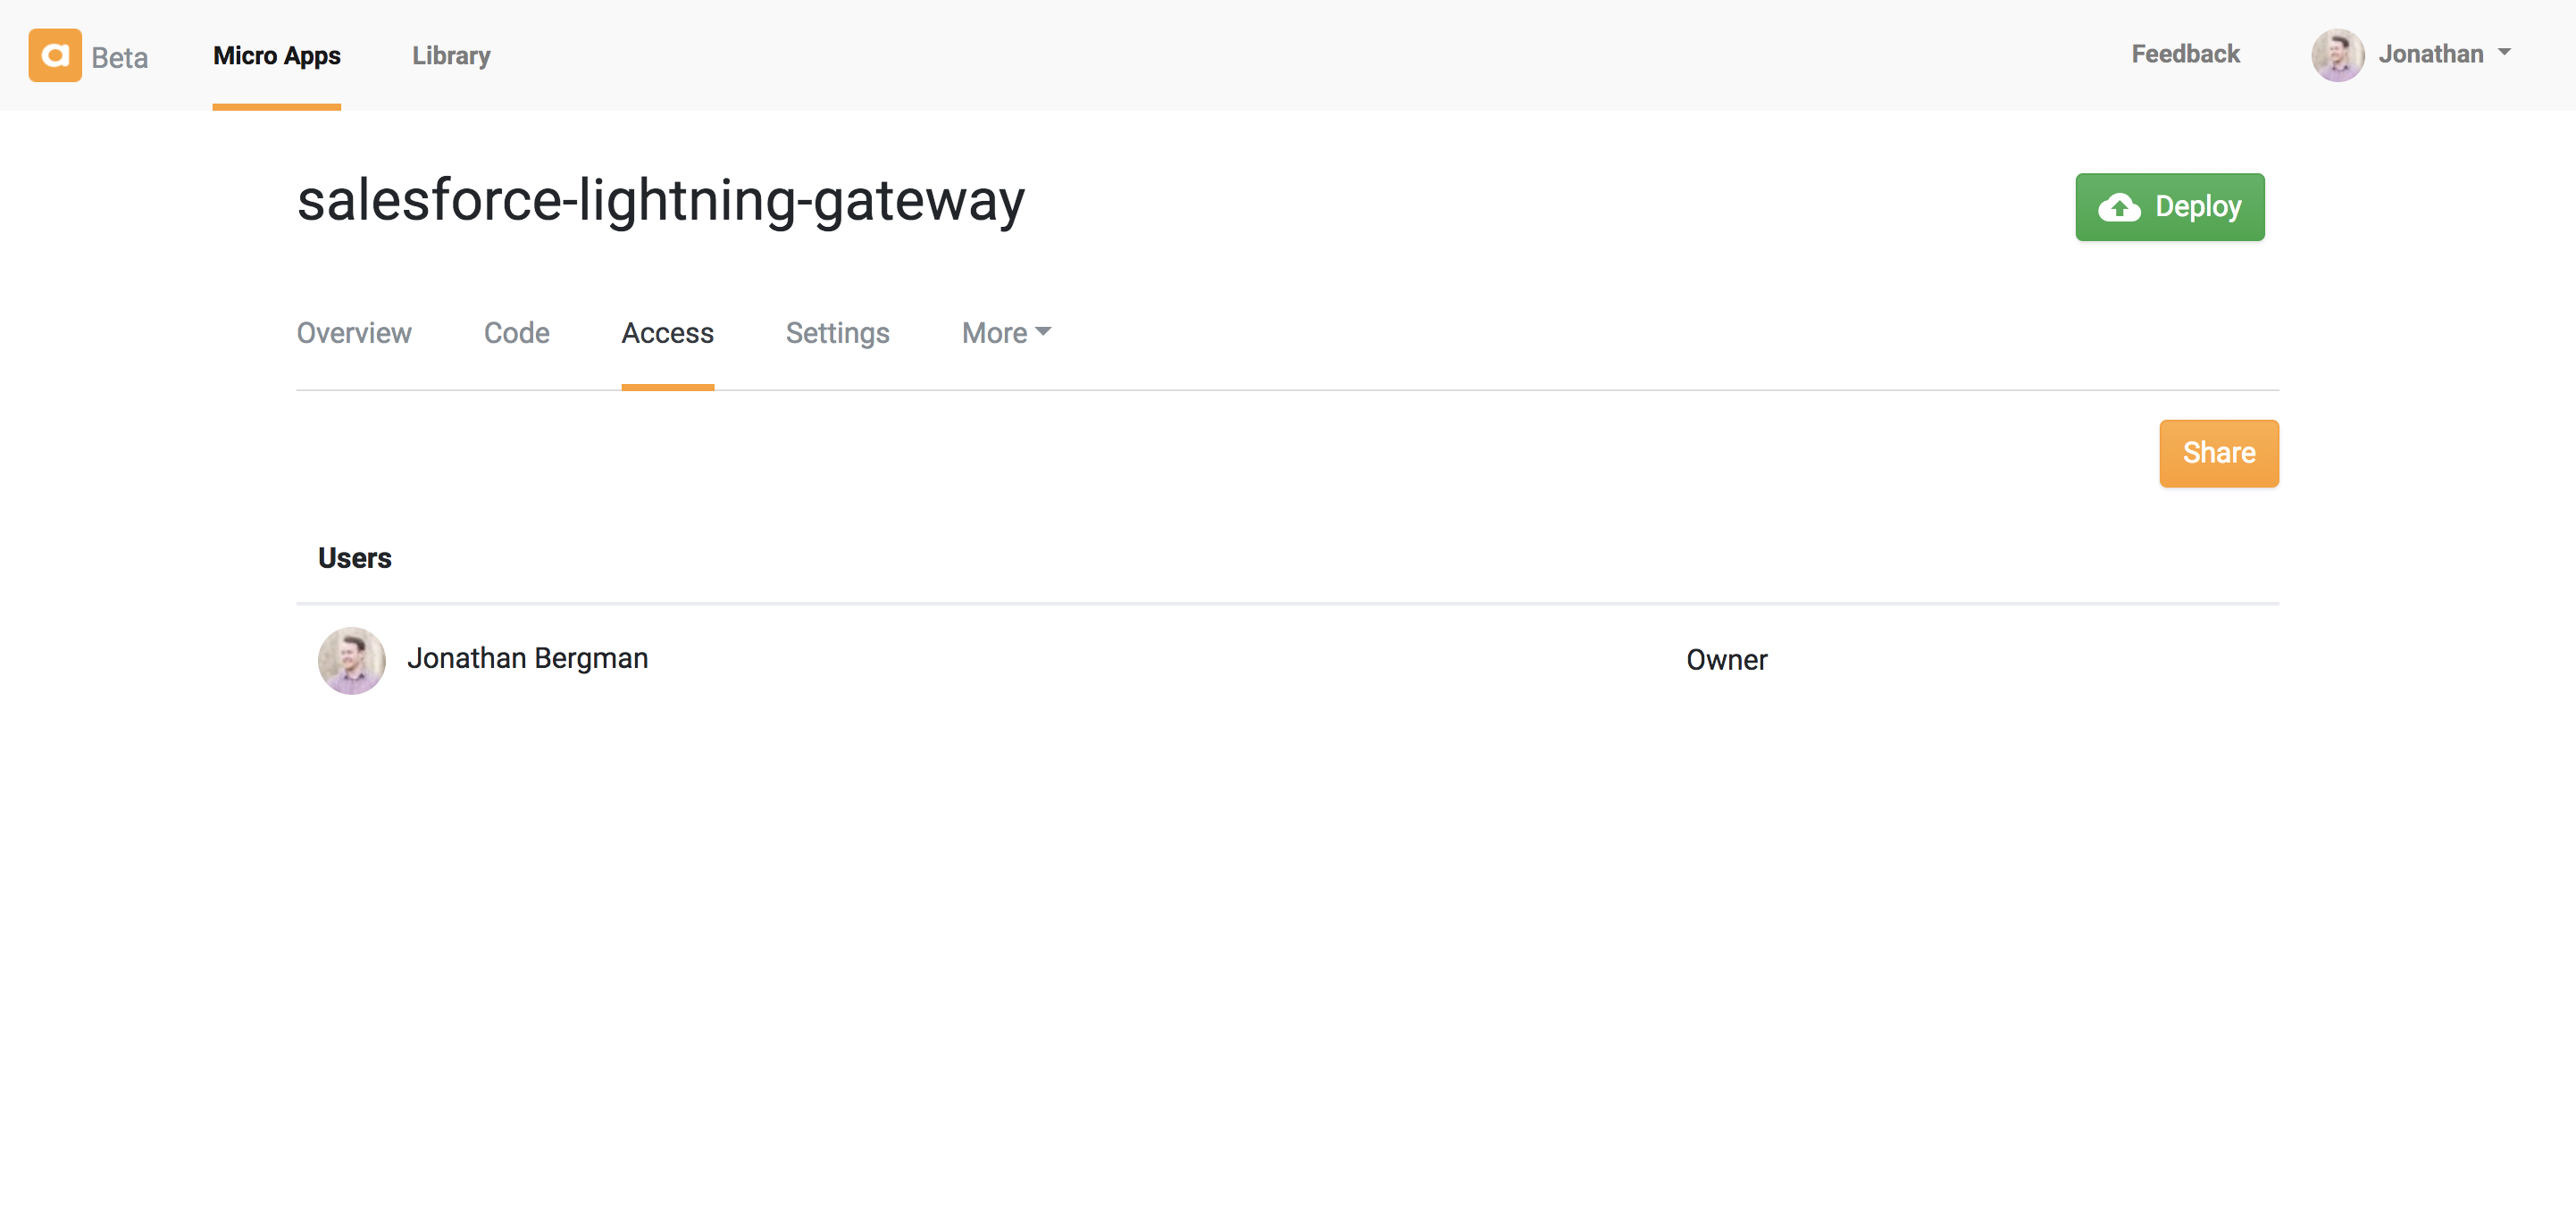 a Beta Micro Apps Library Feedback Jonathan
salesforce-lightning-gateway Deploy
Overview Code Access Settings More
Share
Users
Jonathan Bergman Owner